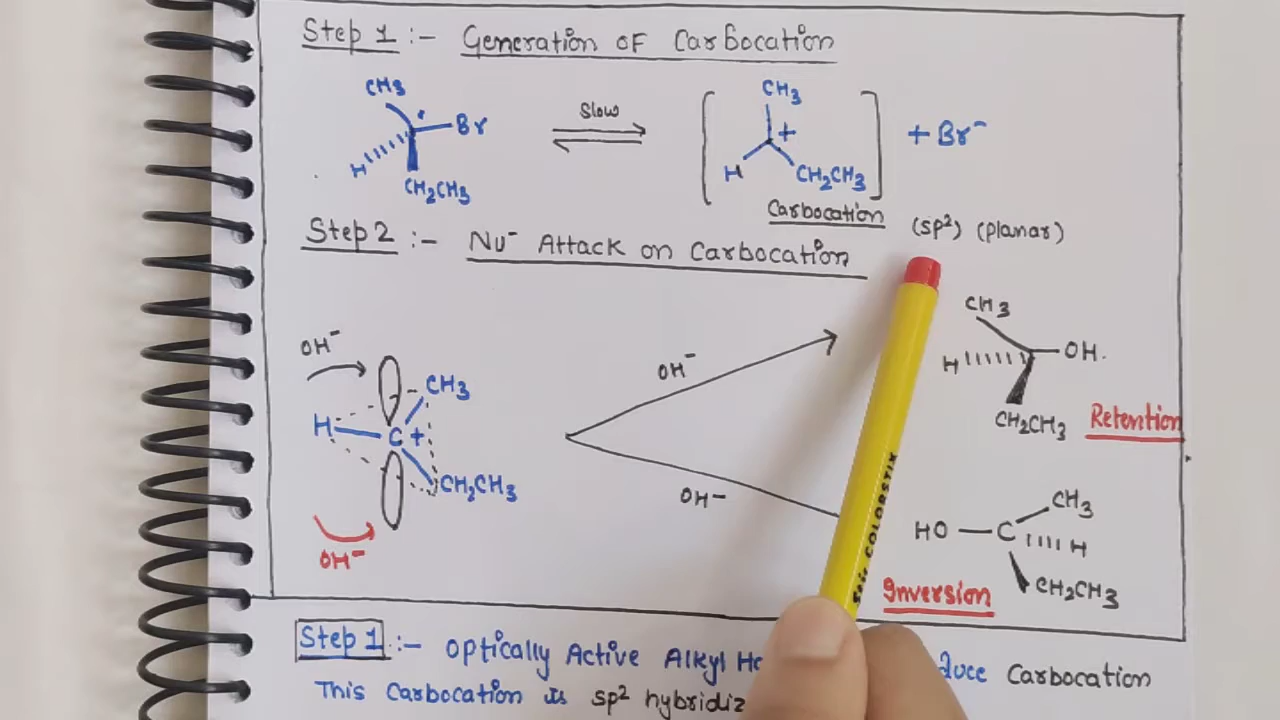 Step 1 :- Generation of Carbocation
CH3
Br
H
CH2CH3
Slow
CH3
+
H
CH2CH3
+ Br⁻
Carbocation (sp²) (planar)
Step 2 :- Nu⁻ Attack on Carbocation
OH⁻
CH3
H C +
CH2CH3
OH⁻
OH⁻
OH⁻
CH3
H OH.
CH2CH3 Retention
CH3
HO C H
CH2CH3
Inversion
COLORSTIX
Step 1 :- Optically Active Alkyl Carbocation
This Carbocation is sp²